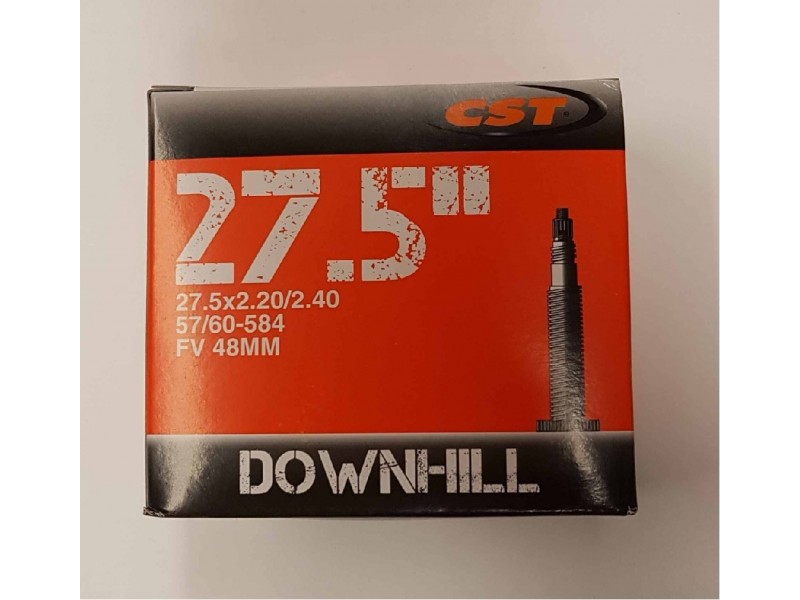 CST
27.5"
27.5x2.20/2.40
57/60-584
FV 48MM
DOWNHILL